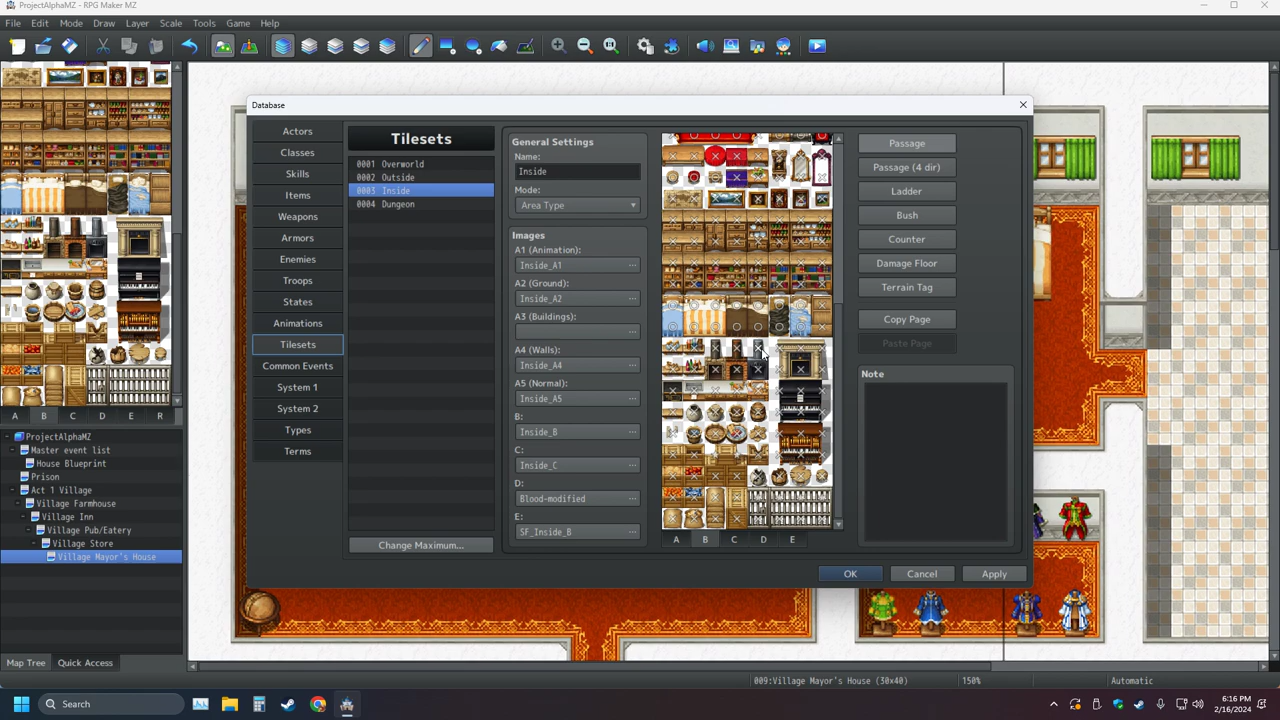 ProjectAlphaMZ - RPG Maker MZ
File Edit Mode Draw Layer Scale Tools Game Help
Database
Actors
Classes
Skills
Items
Weapons
Armors
Enemies
Troops
States
Animations
Tilesets
Common Events
System 1
System 2
Types
Terms
Tilesets
0001 Overworld
0002 Outside
0003 Inside
0004 Dungeon
Change Maximum...
General Settings
Name:
Inside
Mode:
Area Type
Images
A1 (Animation):
Inside_A1 ...
A2 (Ground):
Inside_A2 ...
A3 (Buildings):
...
A4 (Walls):
Inside_A4 ...
A5 (Normal):
Inside_A5 ...
B:
Inside_B ...
C:
Inside_C ...
D:
Blood-modified ...
E:
SF_Inside_B ...
A B C D E
Passage
Passage (4 dir)
Ladder
Bush
Counter
Damage Floor
Terrain Tag
Copy Page
Paste Page
Note
OK Cancel Apply
A B C D E R
ProjectAlphaMZ
Master event list
House Blueprint
Prison
Act 1 Village
Village Farmhouse
Village Inn
Village Pub/Eatery
Village Store
Village Mayor's House
Map Tree Quick Access
009:Village Mayor's House (30x40) 150% Automatic
Search
6:16 PM
2/16/2024